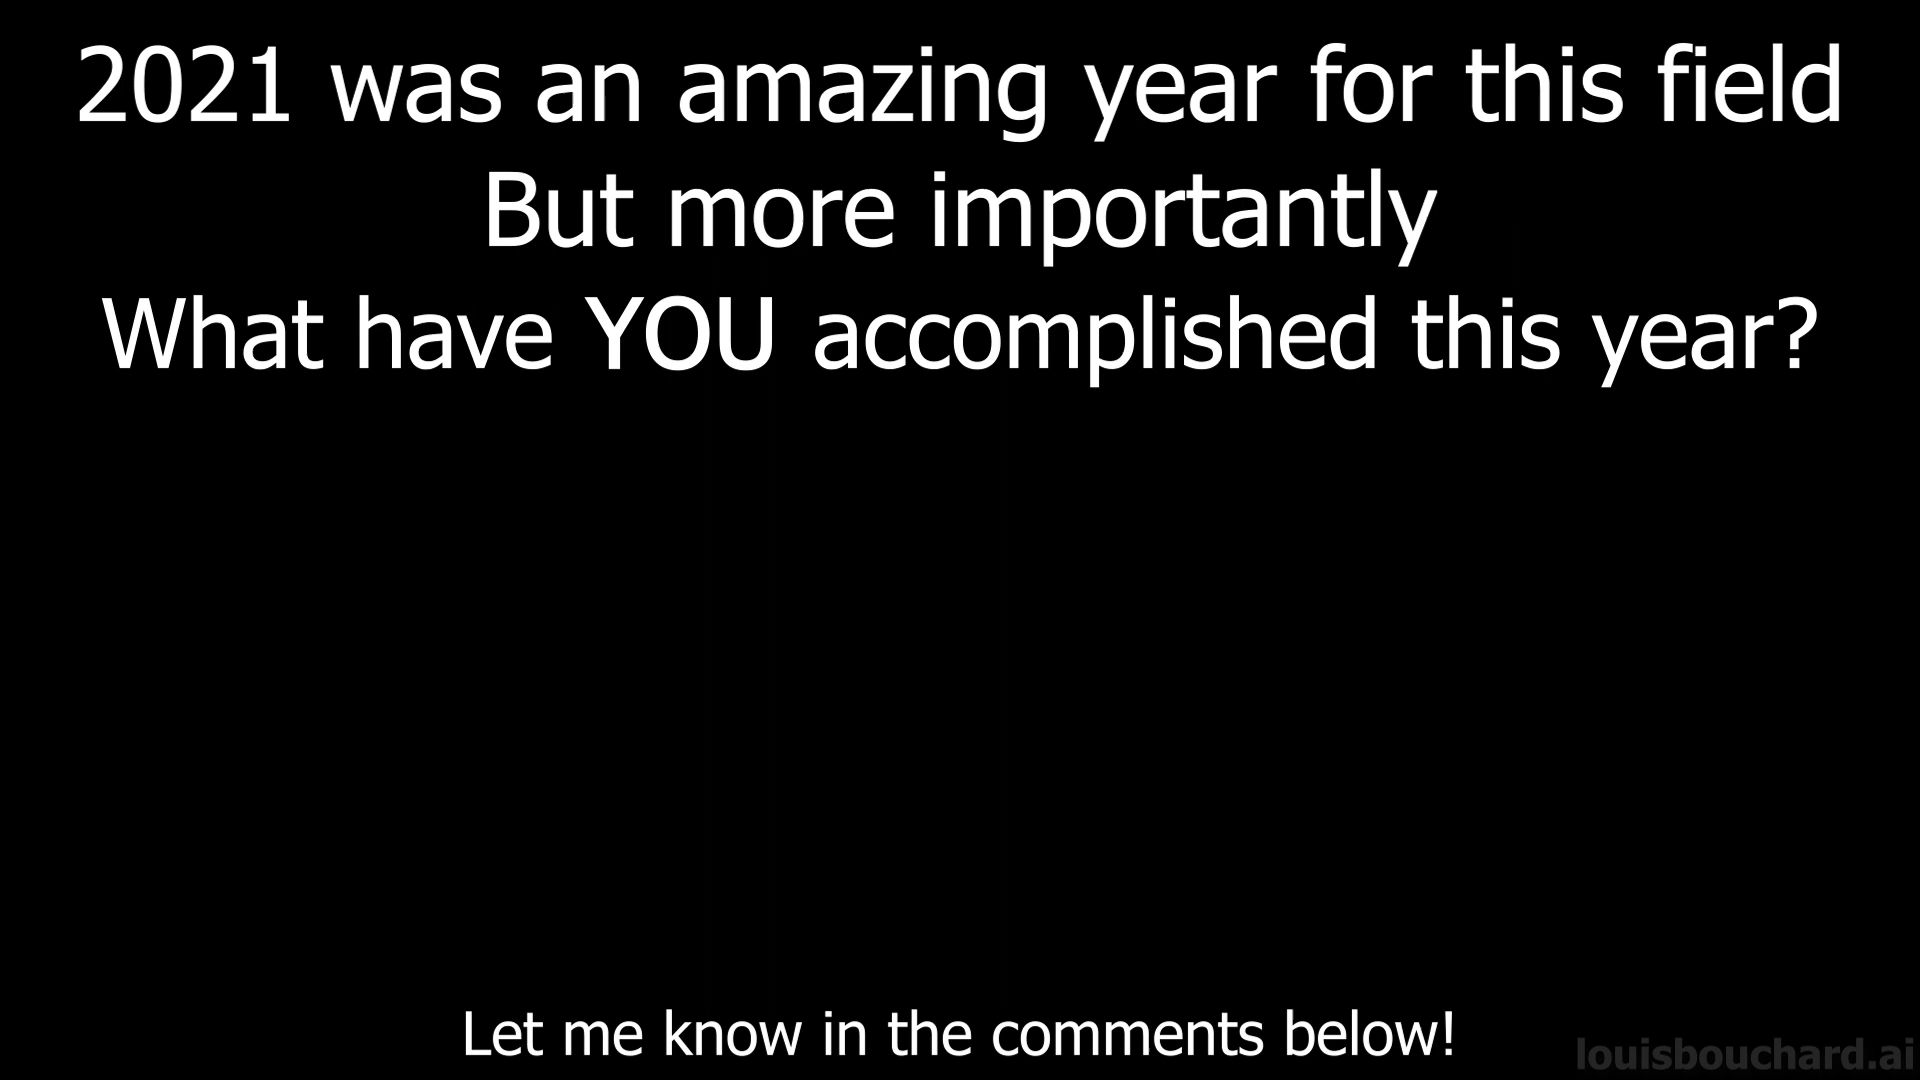 2021 was an amazing year for this field
But more importantly
What have YOU accomplished this year?
Let me know in the comments below!
louisbouchard.ai